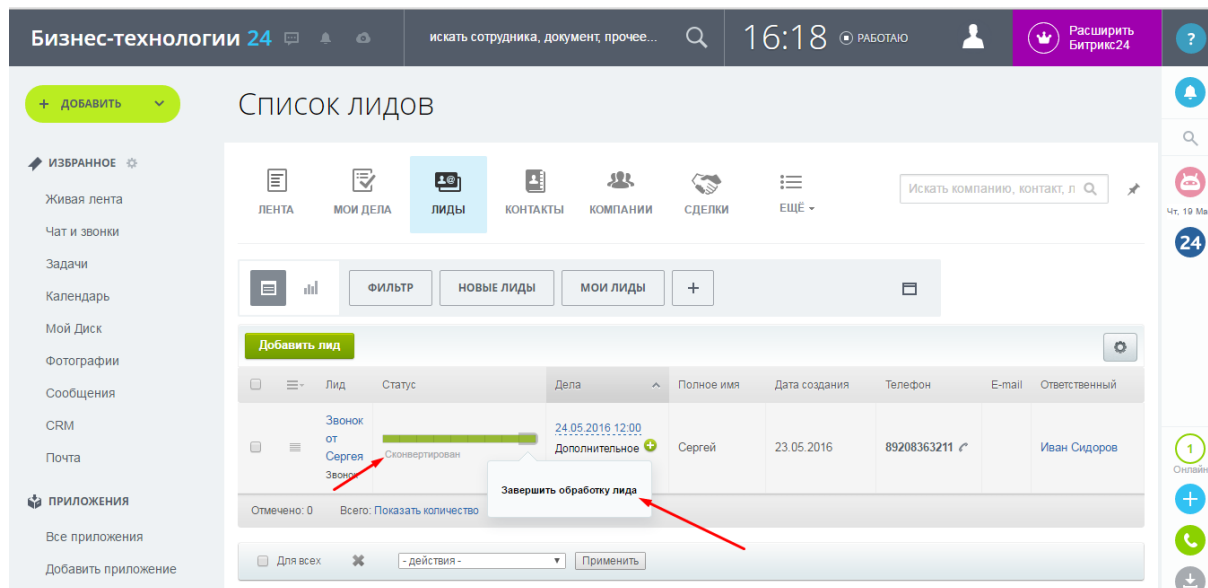 Бизнес-технологии 24
искать сотрудника, документ, прочее...
16:18
РАБОТАЮ
Расширить
Битрикс24
?
+ ДОБАВИТЬ
Список лидов
ИЗБРАННОЕ
Живая лента
Чат и звонки
Задачи
Календарь
Мой Диск
Фотографии
Сообщения
CRM
Почта
ПРИЛОЖЕНИЯ
Все приложения
Добавить приложение
ЛЕНТА
МОИ ДЕЛА
ЛИДЫ
КОНТАКТЫ
КОМПАНИИ
СДЕЛКИ
ЕЩЁ
Искать компанию, контакт, л
ФИЛЬТР
НОВЫЕ ЛИДЫ
МОИ ЛИДЫ
+
Добавить лид
Лид Статус Дела Полное имя Дата создания Телефон E-mail Ответственный
Звонок
от
Сергея
Звонок
Сконвертирован
24.05.2016 12:00
Дополнительное
Сергей
23.05.2016
89208363211
Иван Сидоров
Завершить обработку лида
Отмечено: 0 Всего: Показать количество
Для всех
- действия -
Применить
Чт, 19 Ма
24
1
Онлайн